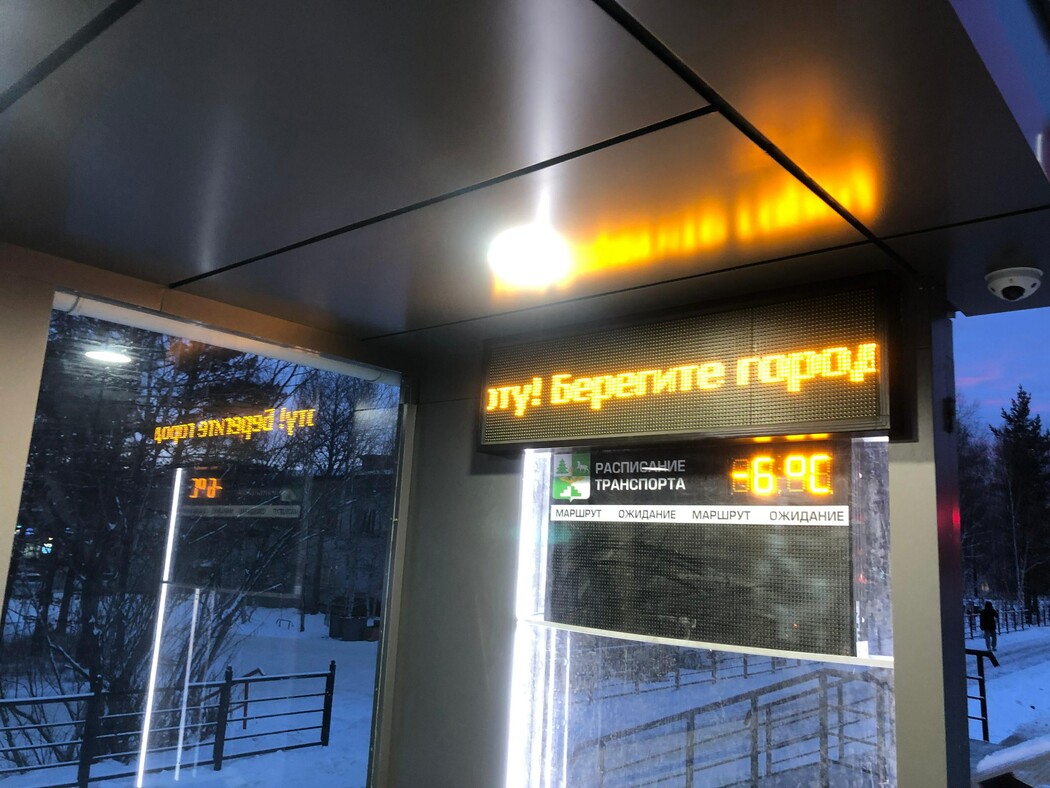 оту! Берегите город
РАСПИСАНИЕ
ТРАНСПОРТА
-6°C
МАРШРУТ ОЖИДАНИЕ МАРШРУТ ОЖИДАНИЕ